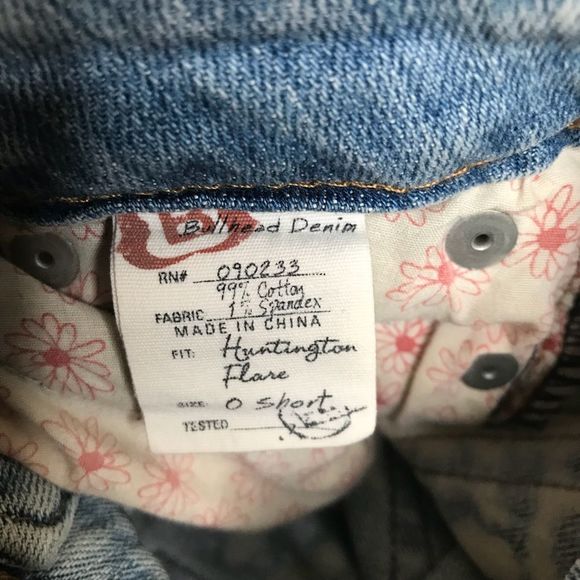 Bullhead Denim
RN# 090233
99% Cotton
FABRIC 1% Spandex
MADE IN CHINA
FIT: Huntington
Flare
SIZE: 0 Short
TESTED